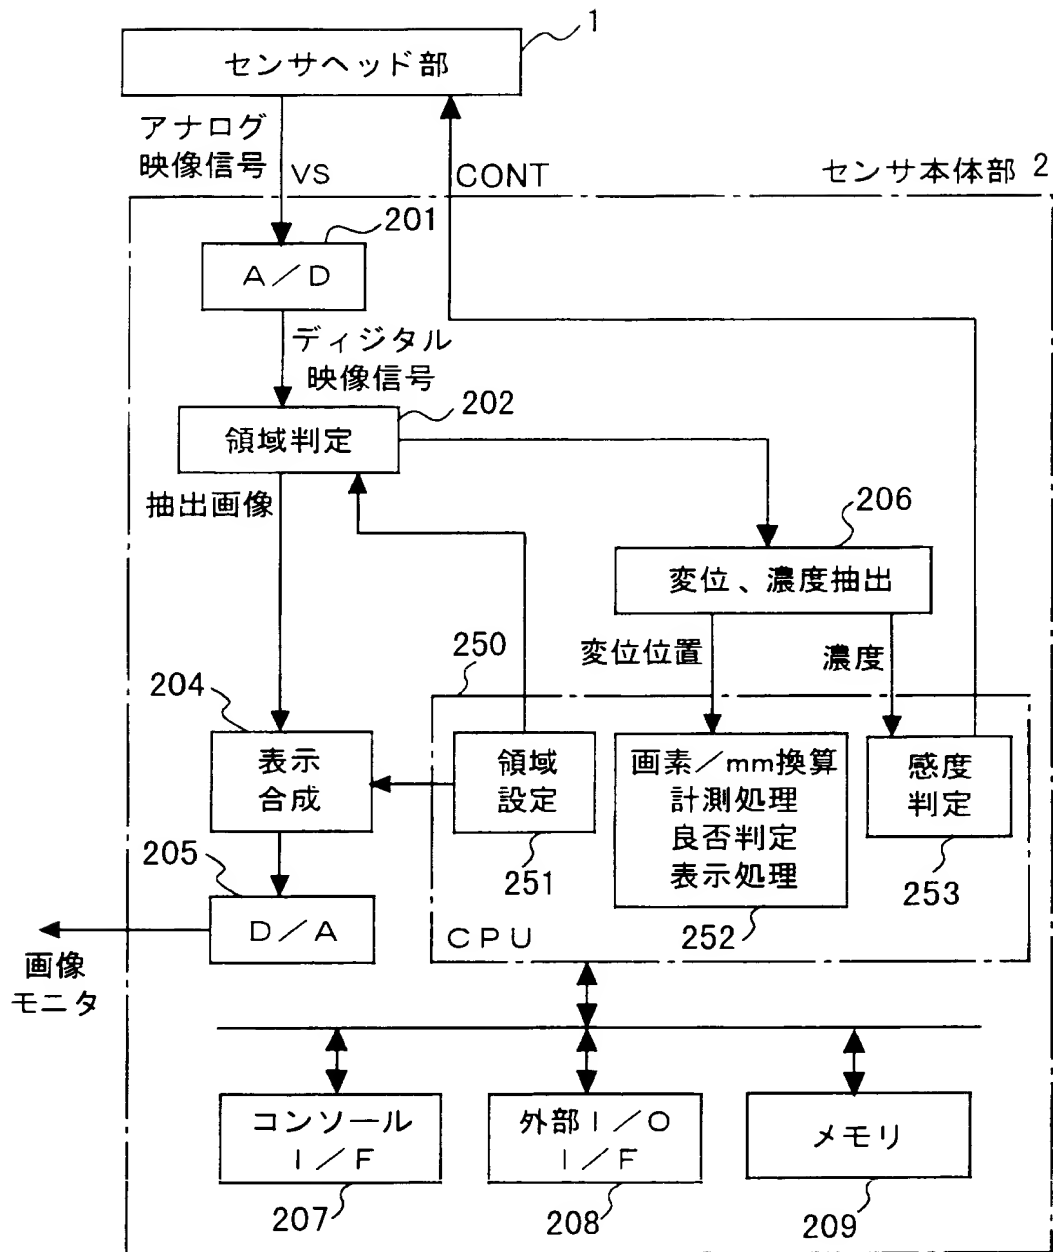 1
センサヘッド部
アナログ
映像信号
VS
CONT
センサ本体部 2
201
A/D
ディジタル
映像信号
202
領域判定
抽出画像
206
変位、濃度抽出
変位位置
濃度
250
204
表示
合成
領域
設定
251
画素/mm換算
計測処理
良否判定
表示処理
252
感度
判定
253
205
D/A
CPU
画像
モニタ
コンソール
I/F
207
外部I/O
I/F
208
メモリ
209